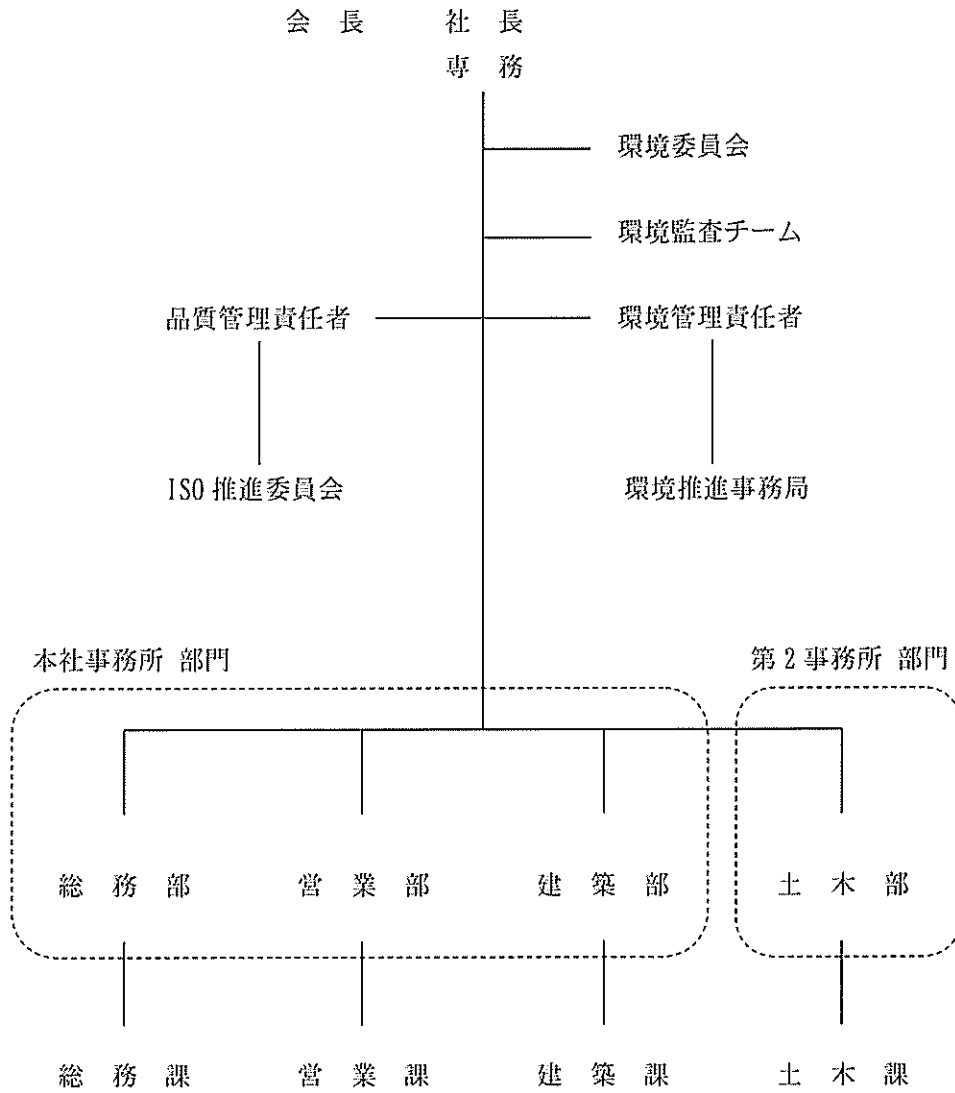 会長 社長
専務
環境委員会
環境監査チーム
品質管理責任者 環境管理責任者
ISO推進委員会 環境推進事務局
本社事務所 部門 第2事務所 部門
総務部 営業部 建築部 土木部
総務課 営業課 建築課 土木課